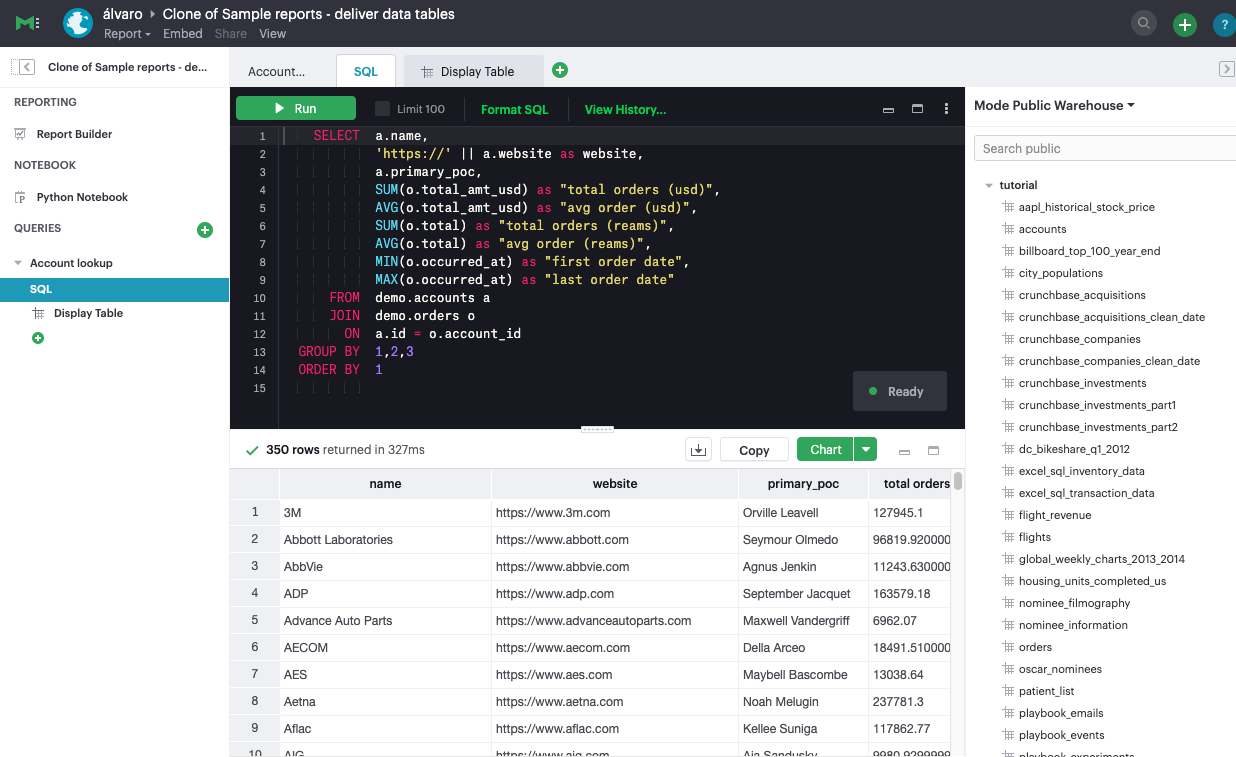 álvaro › Clone of Sample reports - deliver data tables
Report Embed Share View
?
Clone of Sample reports - de...
REPORTING
Report Builder
NOTEBOOK
Python Notebook
QUERIES
Account lookup
SQL
Display Table
Account...
SQL
Display Table
Run
Limit 100
Format SQL
View History...
1 SELECT a.name,
2 'https://' || a.website as website,
3 a.primary_poc,
4 SUM(o.total_amt_usd) as "total orders (usd)",
5 AVG(o.total_amt_usd) as "avg order (usd)",
6 SUM(o.total) as "total orders (reams)",
7 AVG(o.total) as "avg order (reams)",
8 MIN(o.occurred_at) as "first order date",
9 MAX(o.occurred_at) as "last order date"
10 FROM demo.accounts a
11 JOIN demo.orders o
12 ON a.id = o.account_id
13 GROUP BY 1,2,3
14 ORDER BY 1
15
Ready
350 rows returned in 327ms
Copy
Chart
name website primary_poc total orders
1 3M https://www.3m.com Orville Leavell 127945.1
2 Abbott Laboratories https://www.abbott.com Seymour Olmedo 96819.920000
3 AbbVie https://www.abbvie.com Agnus Jenkin 11243.630000
4 ADP https://www.adp.com September Jacquet 163579.18
5 Advance Auto Parts https://www.advanceautoparts.com Maxwell Vandergriff 6962.07
6 AECOM https://www.aecom.com Della Arceo 18491.510000
7 AES https://www.aes.com Maybell Bascombe 13038.64
8 Aetna https://www.aetna.com Noah Melugin 237781.3
9 Aflac https://www.aflac.com Kellee Suniga 117862.77
10 AIG https://www.aig.com Aja Sandusky 9980.9299999
Mode Public Warehouse
Search public
tutorial
aapl_historical_stock_price
accounts
billboard_top_100_year_end
city_populations
crunchbase_acquisitions
crunchbase_acquisitions_clean_date
crunchbase_companies
crunchbase_companies_clean_date
crunchbase_investments
crunchbase_investments_part1
crunchbase_investments_part2
dc_bikeshare_q1_2012
excel_sql_inventory_data
excel_sql_transaction_data
flight_revenue
flights
global_weekly_charts_2013_2014
housing_units_completed_us
nominee_filmography
nominee_information
orders
oscar_nominees
patient_list
playbook_emails
playbook_events
playbook_experiments